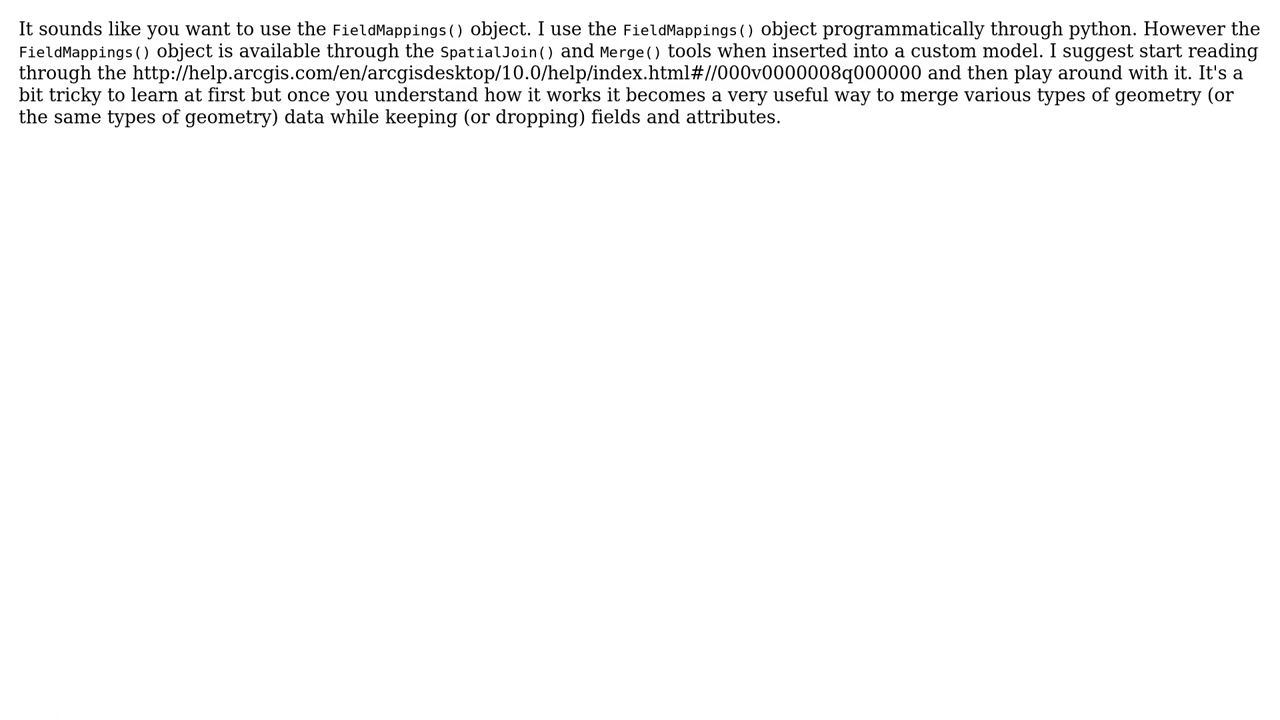 It sounds like you want to use the FieldMappings() object. I use the FieldMappings() object programmatically through python. However the
FieldMappings() object is available through the SpatialJoin() and Merge() tools when inserted into a custom model. I suggest start reading
through the http://help.arcgis.com/en/arcgisdesktop/10.0/help/index.html#//000v0000008q000000 and then play around with it. It's a
bit tricky to learn at first but once you understand how it works it becomes a very useful way to merge various types of geometry (or
the same types of geometry) data while keeping (or dropping) fields and attributes.